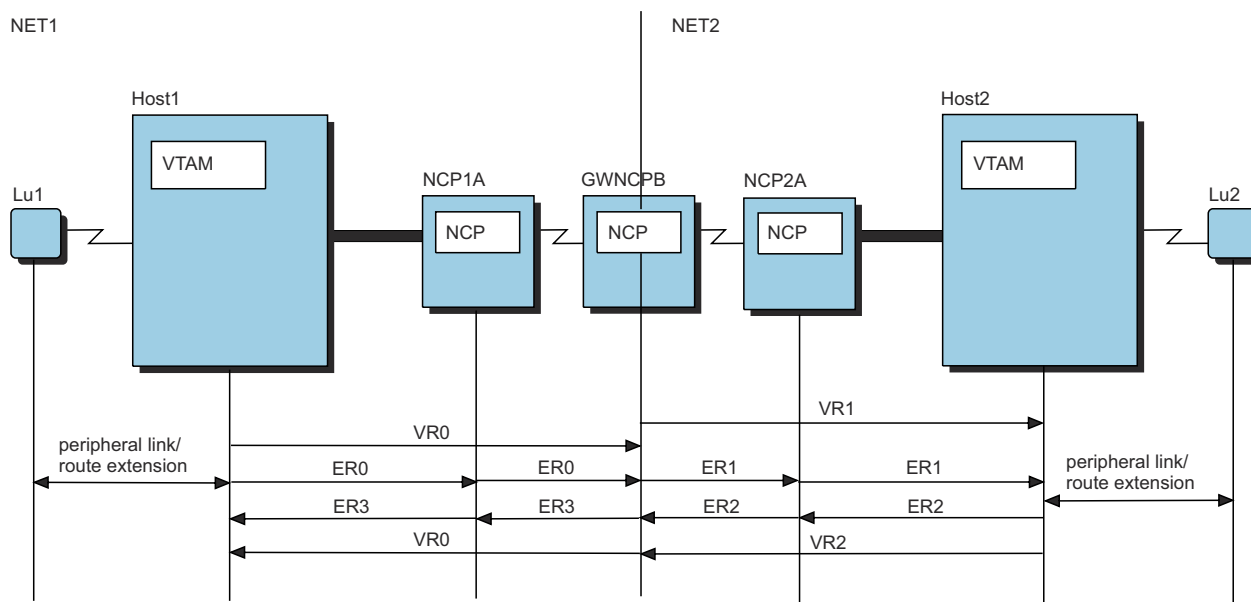 NET1
NET2
Host1
Host2
VTAM
VTAM
Lu1
NCP1A
GWNCPB
NCP2A
Lu2
NCP
NCP
NCP
VR1
VR0
peripheral link/
route extension
ER0
ER0
ER1
ER1
peripheral link/
route extension
ER3
ER3
ER2
ER2
VR0
VR2